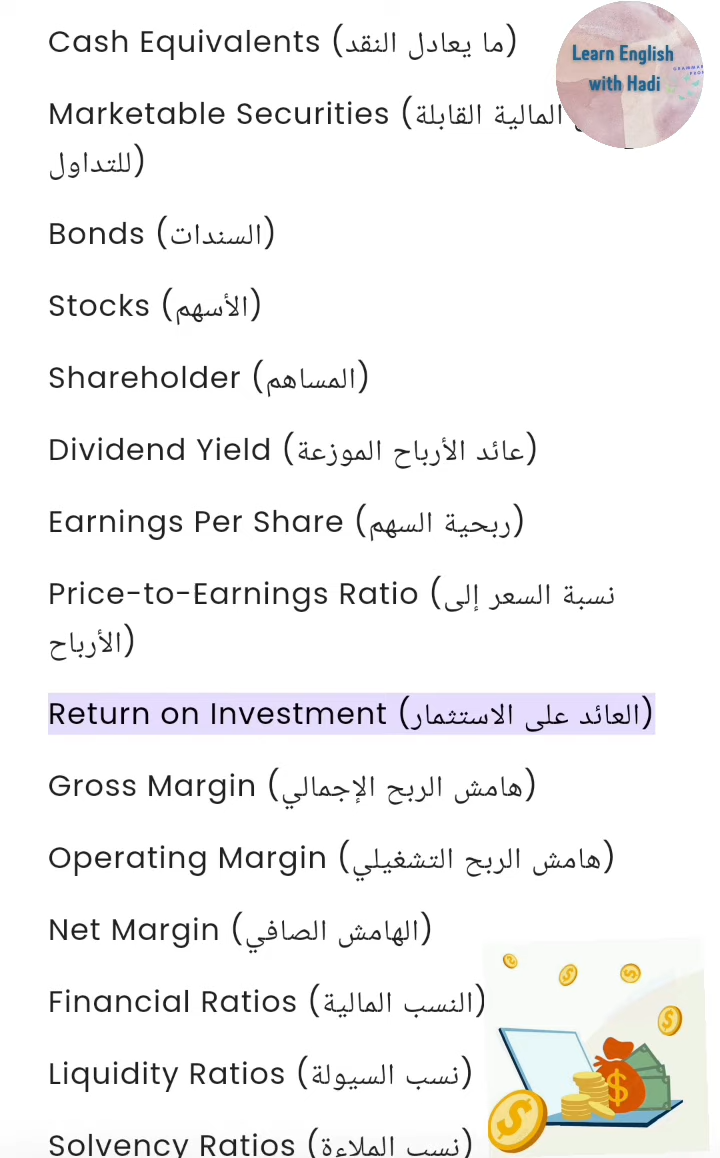 Cash Equivalents (ما يعادل النقد)
Learn English
with Hadi
Marketable Securities (المالية القابلة
للتداول)
Bonds (السندات)
Stocks (الأسهم)
Shareholder (المساهم)
Dividend Yield (عائد الأرباح الموزعة)
Earnings Per Share (ربحية السهم)
Price-to-Earnings Ratio (نسبة السعر إلى
الأرباح)
Return on Investment (العائد على الاستثمار)
Gross Margin (هامش الربح الإجمالي)
Operating Margin (هامش الربح التشغيلي)
Net Margin (الهامش الصافي)
Financial Ratios (النسب المالية)
Liquidity Ratios (نسب السيولة)
Solvency Ratios (نسب الملاءة)